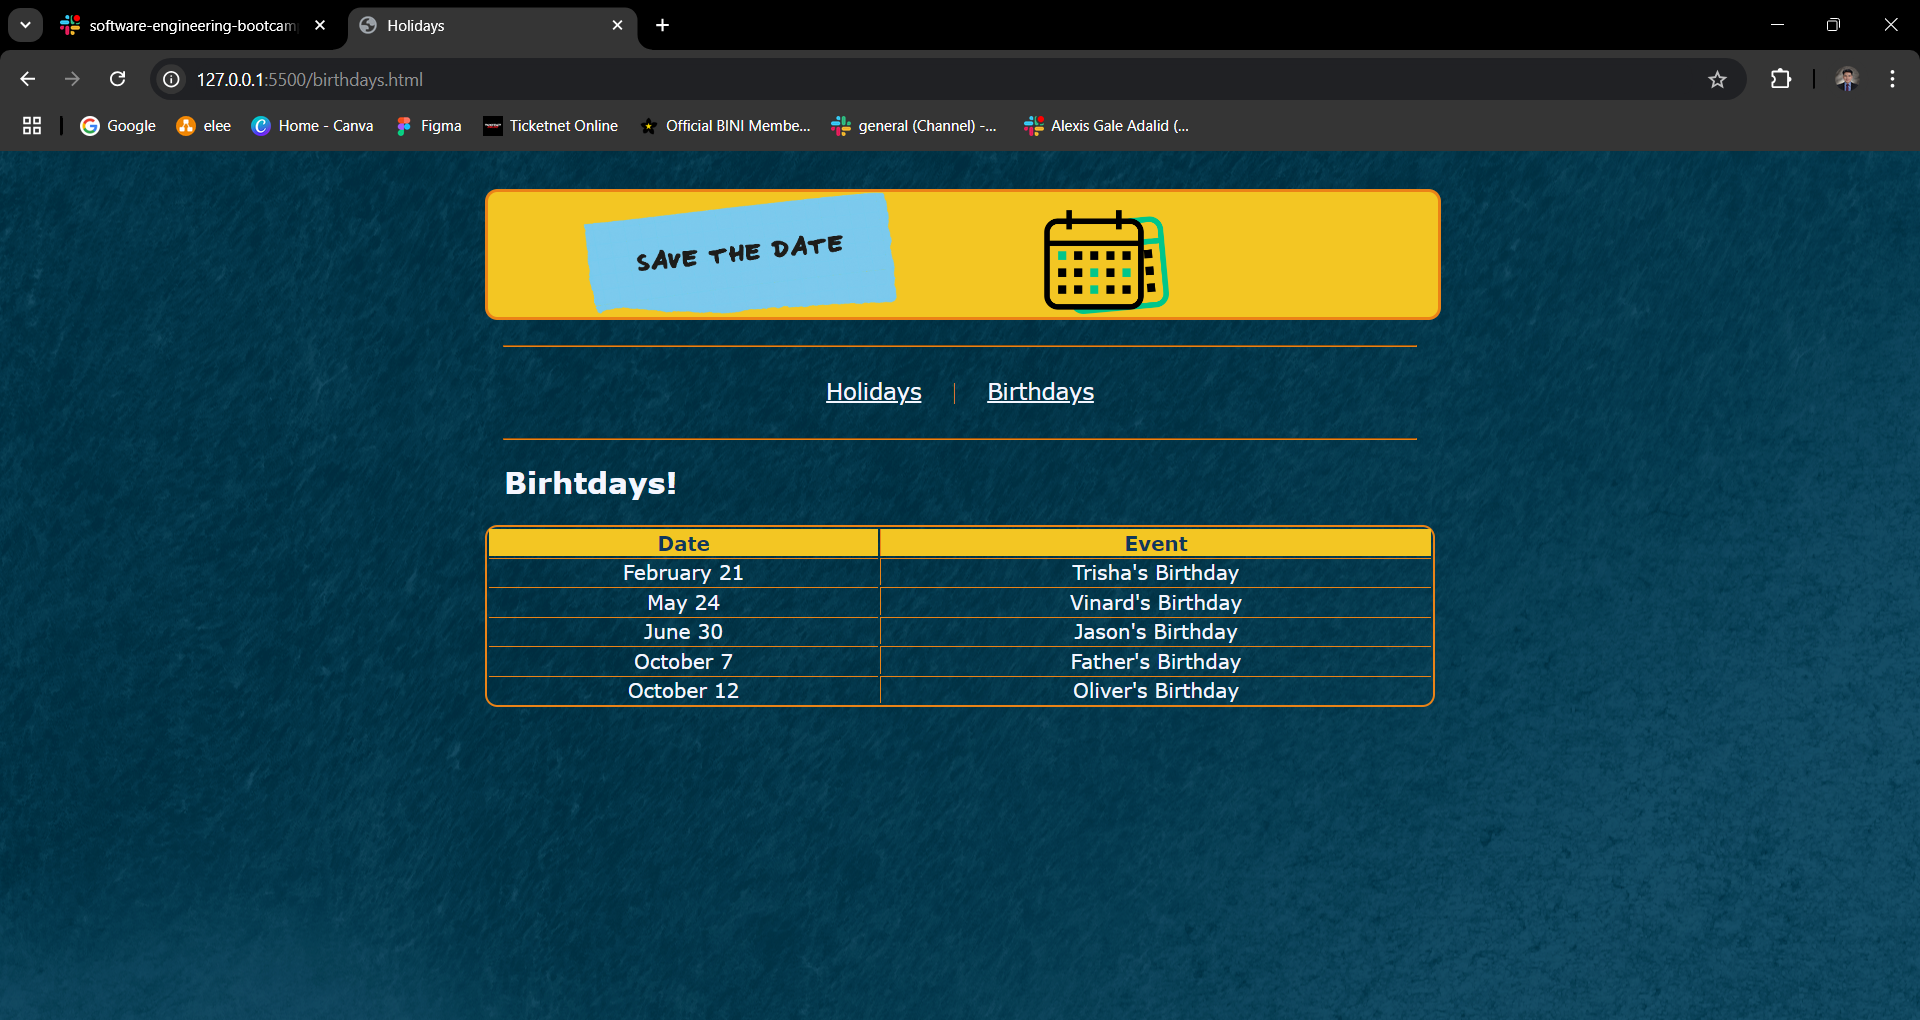 software-engineering-bootcam
Holidays
127.0.0.1:5500/birthdays.html
Google elee Home - Canva Figma Ticketnet Online Official BINI Membe... general (Channel) -... Alexis Gale Adalid (...
SAVE THE DATE
Holidays | Birthdays
Birhtdays!
Date Event
February 21 Trisha's Birthday
May 24 Vinard's Birthday
June 30 Jason's Birthday
October 7 Father's Birthday
October 12 Oliver's Birthday